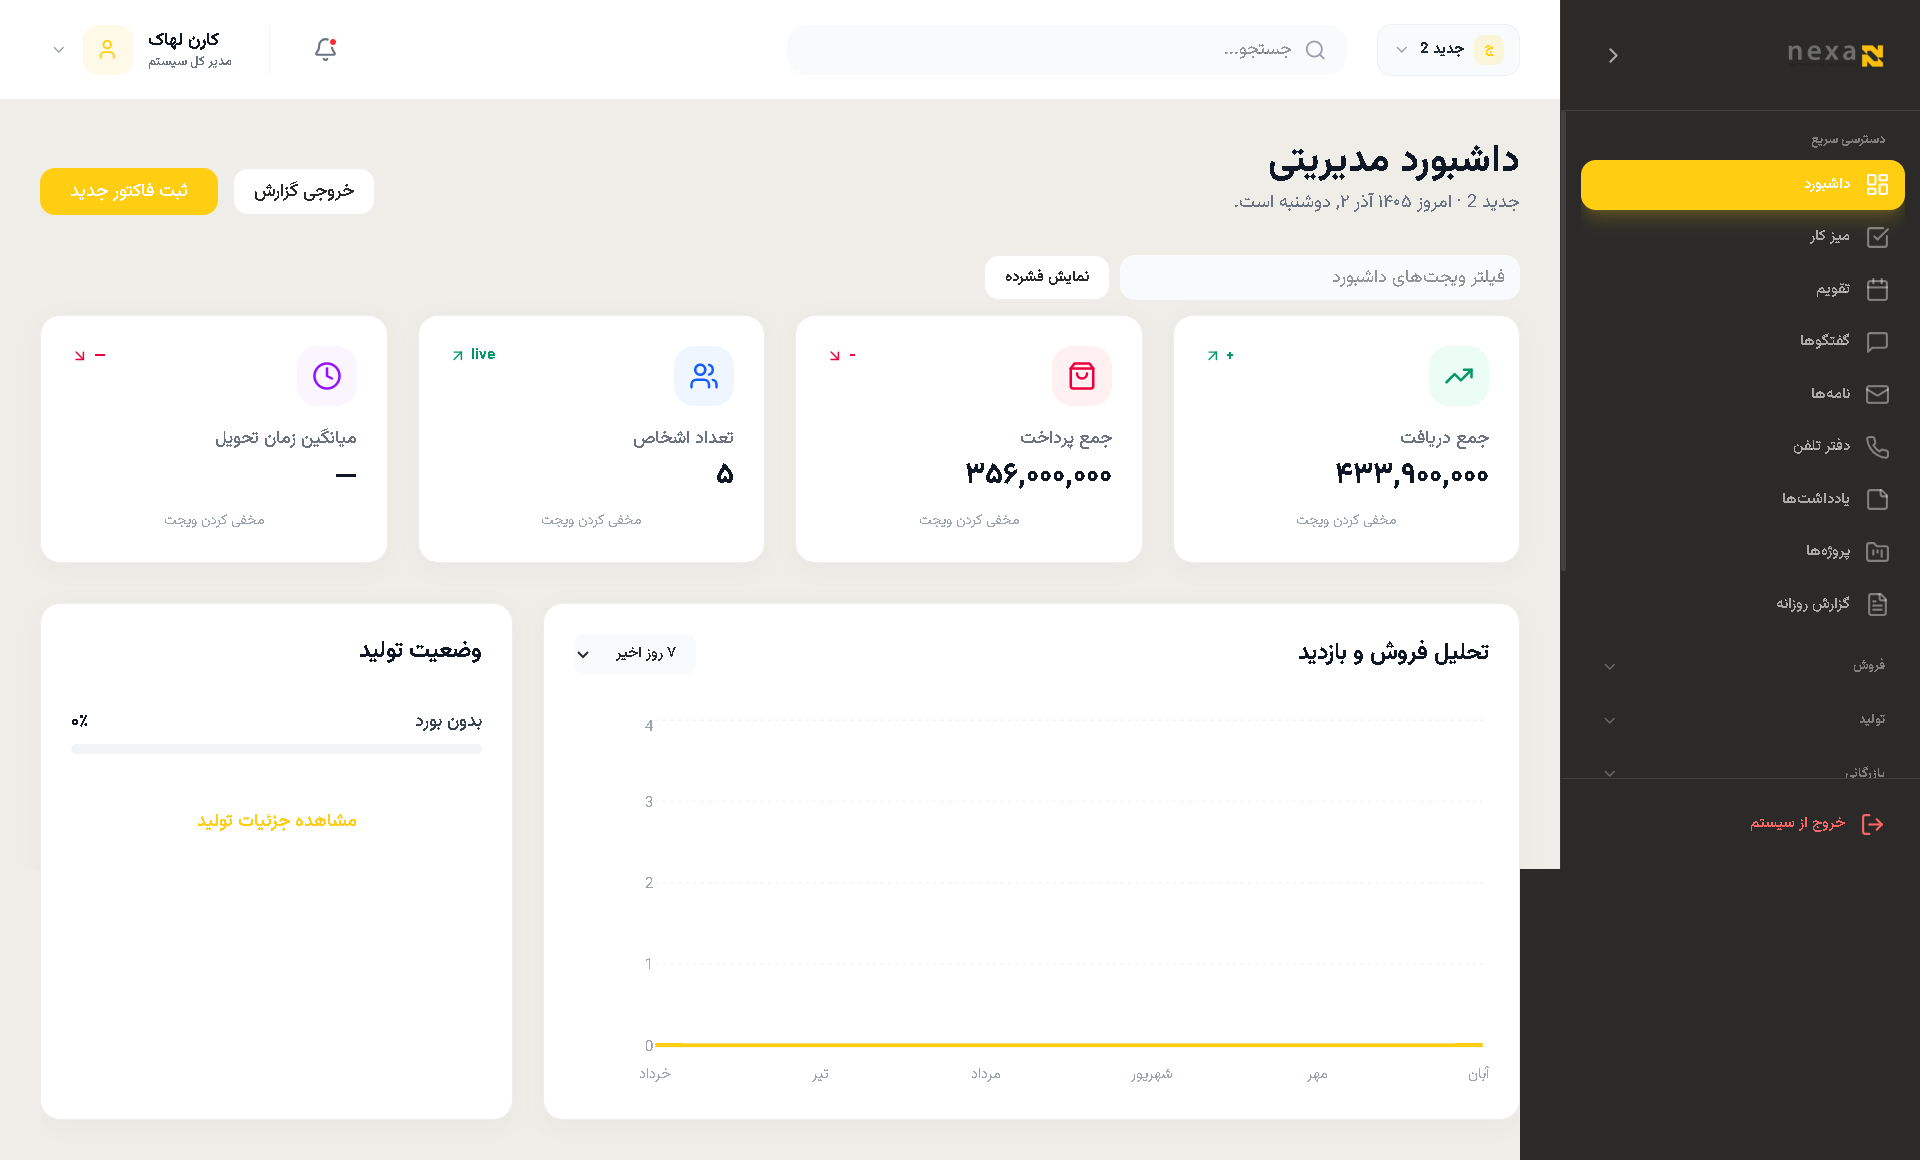 nexa
دسترسی سریع
داشبورد
میز کار
تقویم
گفتگوها
نامه‌ها
دفتر تلفن
یادداشت‌ها
پروژه‌ها
گزارش روزانه
فروش
تولید
بازرگانی
خروج از سیستم
ج جدید 2
جستجو...
کارن لهاک
مدیر کل سیستم
داشبورد مدیریتی
جدید 2 · امروز ۱۴۰۵ آذر ۲, دوشنبه است.
خروجی گزارش
ثبت فاکتور جدید
فیلتر ویجت‌های داشبورد
نمایش فشرده
+
جمع دریافت
۴۳۳,۹۰۰,۰۰۰
مخفی کردن ویجت
-
جمع پرداخت
۳۵۶,۰۰۰,۰۰۰
مخفی کردن ویجت
live
تعداد اشخاص
۵
مخفی کردن ویجت
—
میانگین زمان تحویل
—
مخفی کردن ویجت
تحلیل فروش و بازدید
۷ روز اخیر
4
3
2
1
0
خرداد تیر مرداد شهریور مهر آبان
وضعیت تولید
بدون بورد
۰٪
مشاهده جزئیات تولید